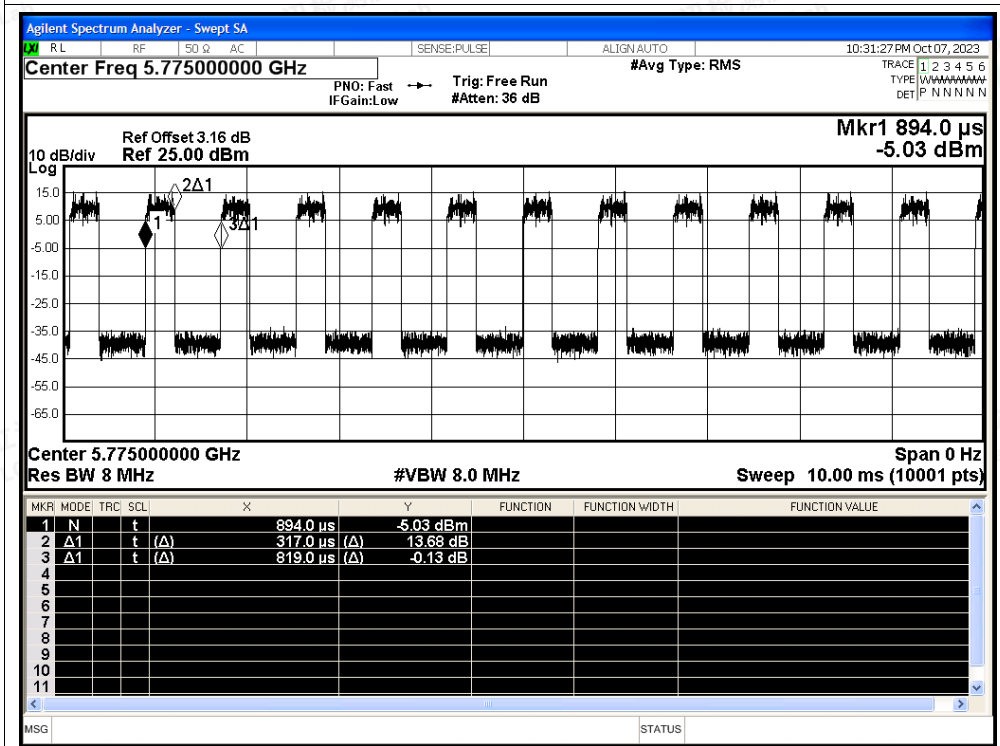 Agilent Spectrum Analyzer - Swept SA
LXI RL RF 50 Ω AC SENSE:PULSE ALIGN AUTO 10:31:27 PM Oct 07, 2023
Center Freq 5.775000000 GHz #Avg Type: RMS TRACE 1 2 3 4 5 6
PNO: Fast Trig: Free Run TYPE WWWWWW
IFGain:Low #Atten: 36 dB DET P N N N N N
Mkr1 894.0 µs
Ref Offset 3.16 dB
10 dB/div Ref 25.00 dBm -5.03 dBm
Log
15.0
5.00
-5.00
-15.0
-25.0
-35.0
-45.0
-55.0
-65.0
2Δ1
1
3Δ1
Center 5.775000000 GHz Span 0 Hz
Res BW 8 MHz #VBW 8.0 MHz Sweep 10.00 ms (10001 pts)
MKR MODE TRC SCL X Y FUNCTION FUNCTION WIDTH FUNCTION VALUE
1 N t 894.0 µs -5.03 dBm
2 Δ1 t (Δ) 317.0 µs (Δ) 13.68 dB
3 Δ1 t (Δ) 819.0 µs (Δ) -0.13 dB
4
5
6
7
8
9
10
11
MSG STATUS